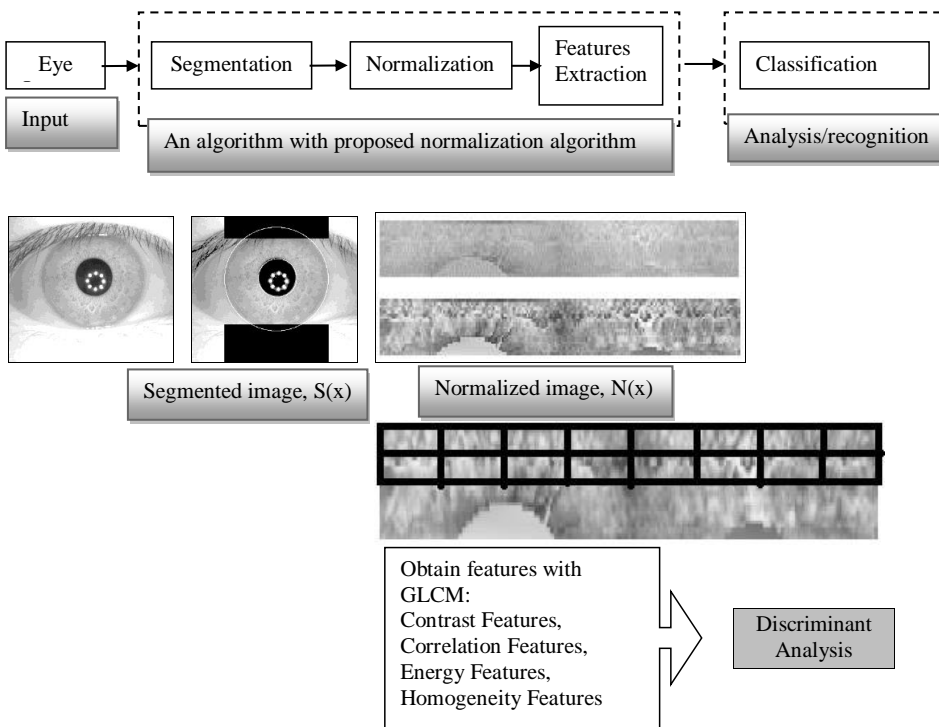 Eye
Segmentation
Normalization
Features
Extraction
Classification
Input
An algorithm with proposed normalization algorithm
Analysis/recognition
Segmented image, S(x)
Normalized image, N(x)
Obtain features with
GLCM:
Contrast Features,
Correlation Features,
Energy Features,
Homogeneity Features
Discriminant
Analysis